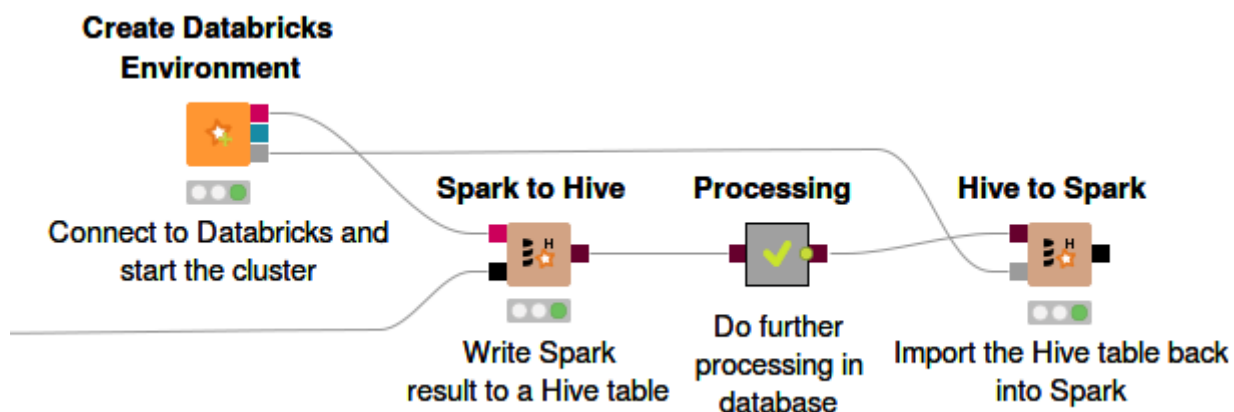 Create Databricks
Environment
Connect to Databricks and
start the cluster
Spark to Hive
H
Write Spark
result to a Hive table
Processing
Do further
processing in
database
Hive to Spark
H
Import the Hive table back
into Spark